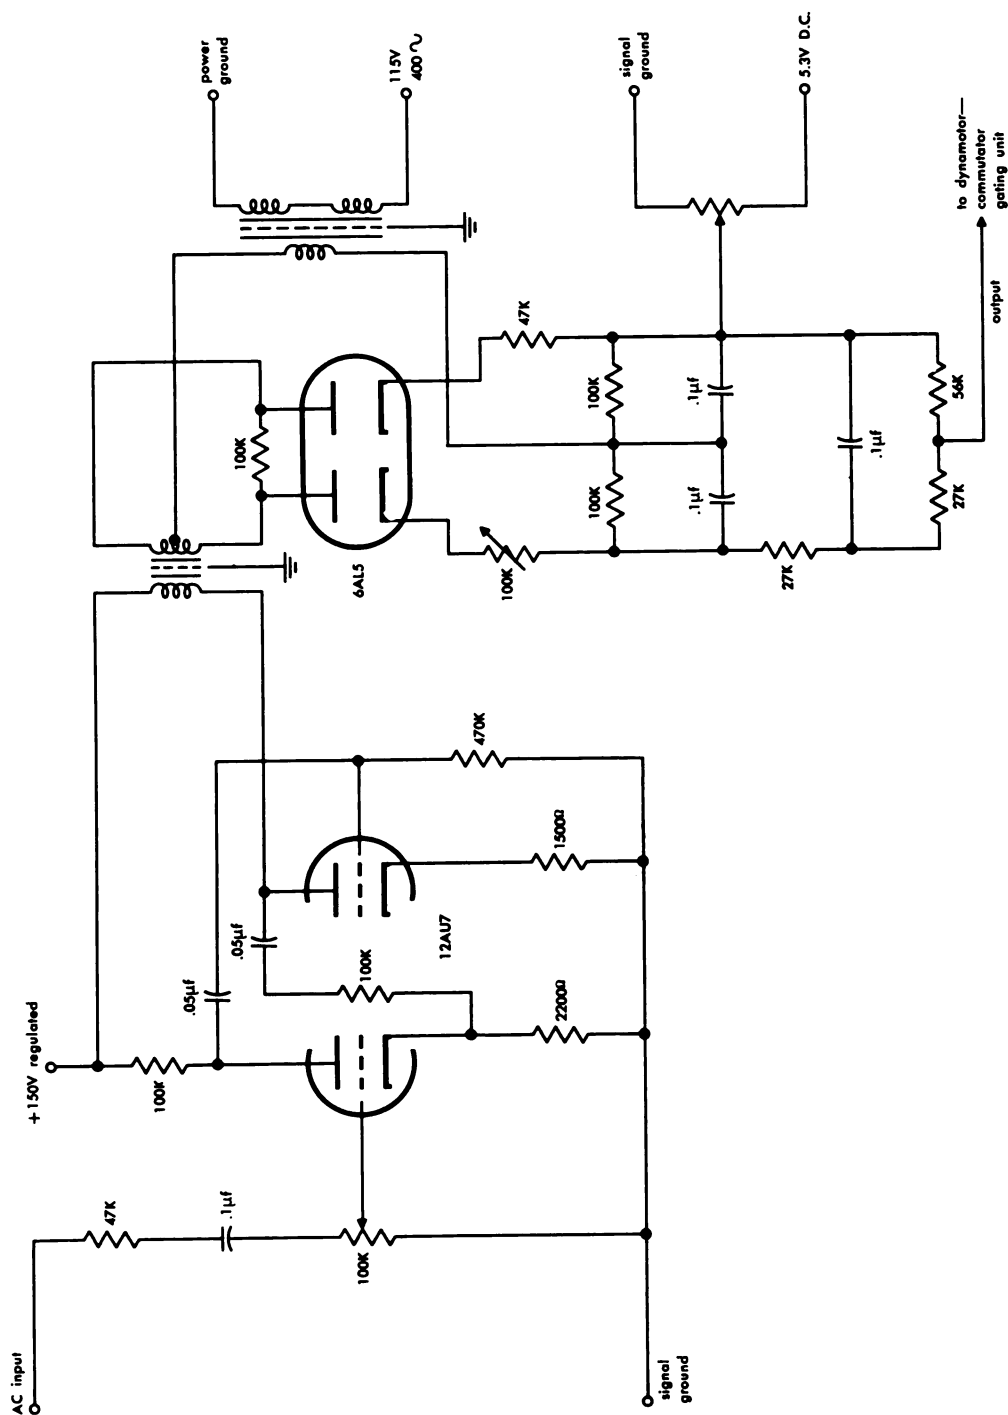 AC input
47K
.1µf
100K
signal
ground
+150V regulated
100K
.05µf
.05µf
100K
2200Ω
12AU7
1500Ω
470K
6AL5
100K
100K
27K
100K
100K
.1µf
.1µf
.1µf
47K
27K
56K
power
ground
115V
400 ~
signal
ground
5.3V D.C.
to dynamotor—
commutator
gating unit
output